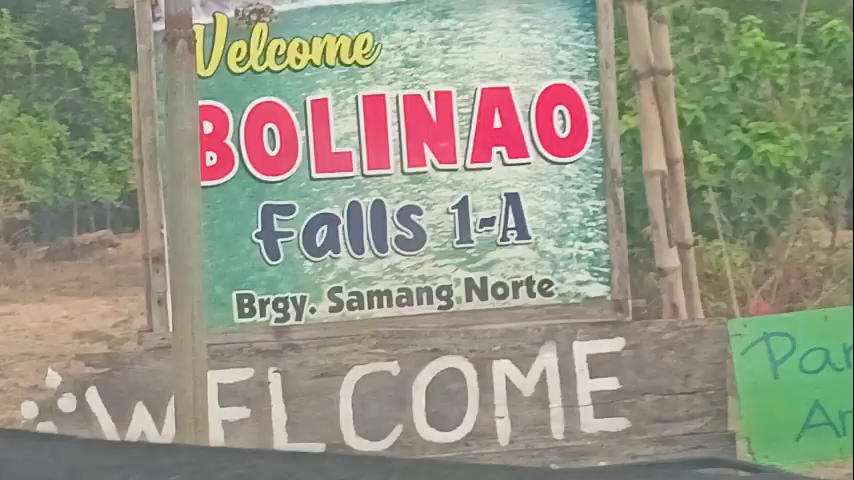 Welcome
BOLINAO
Falls 1-A
Brgy. Samang Norte
WELCOME